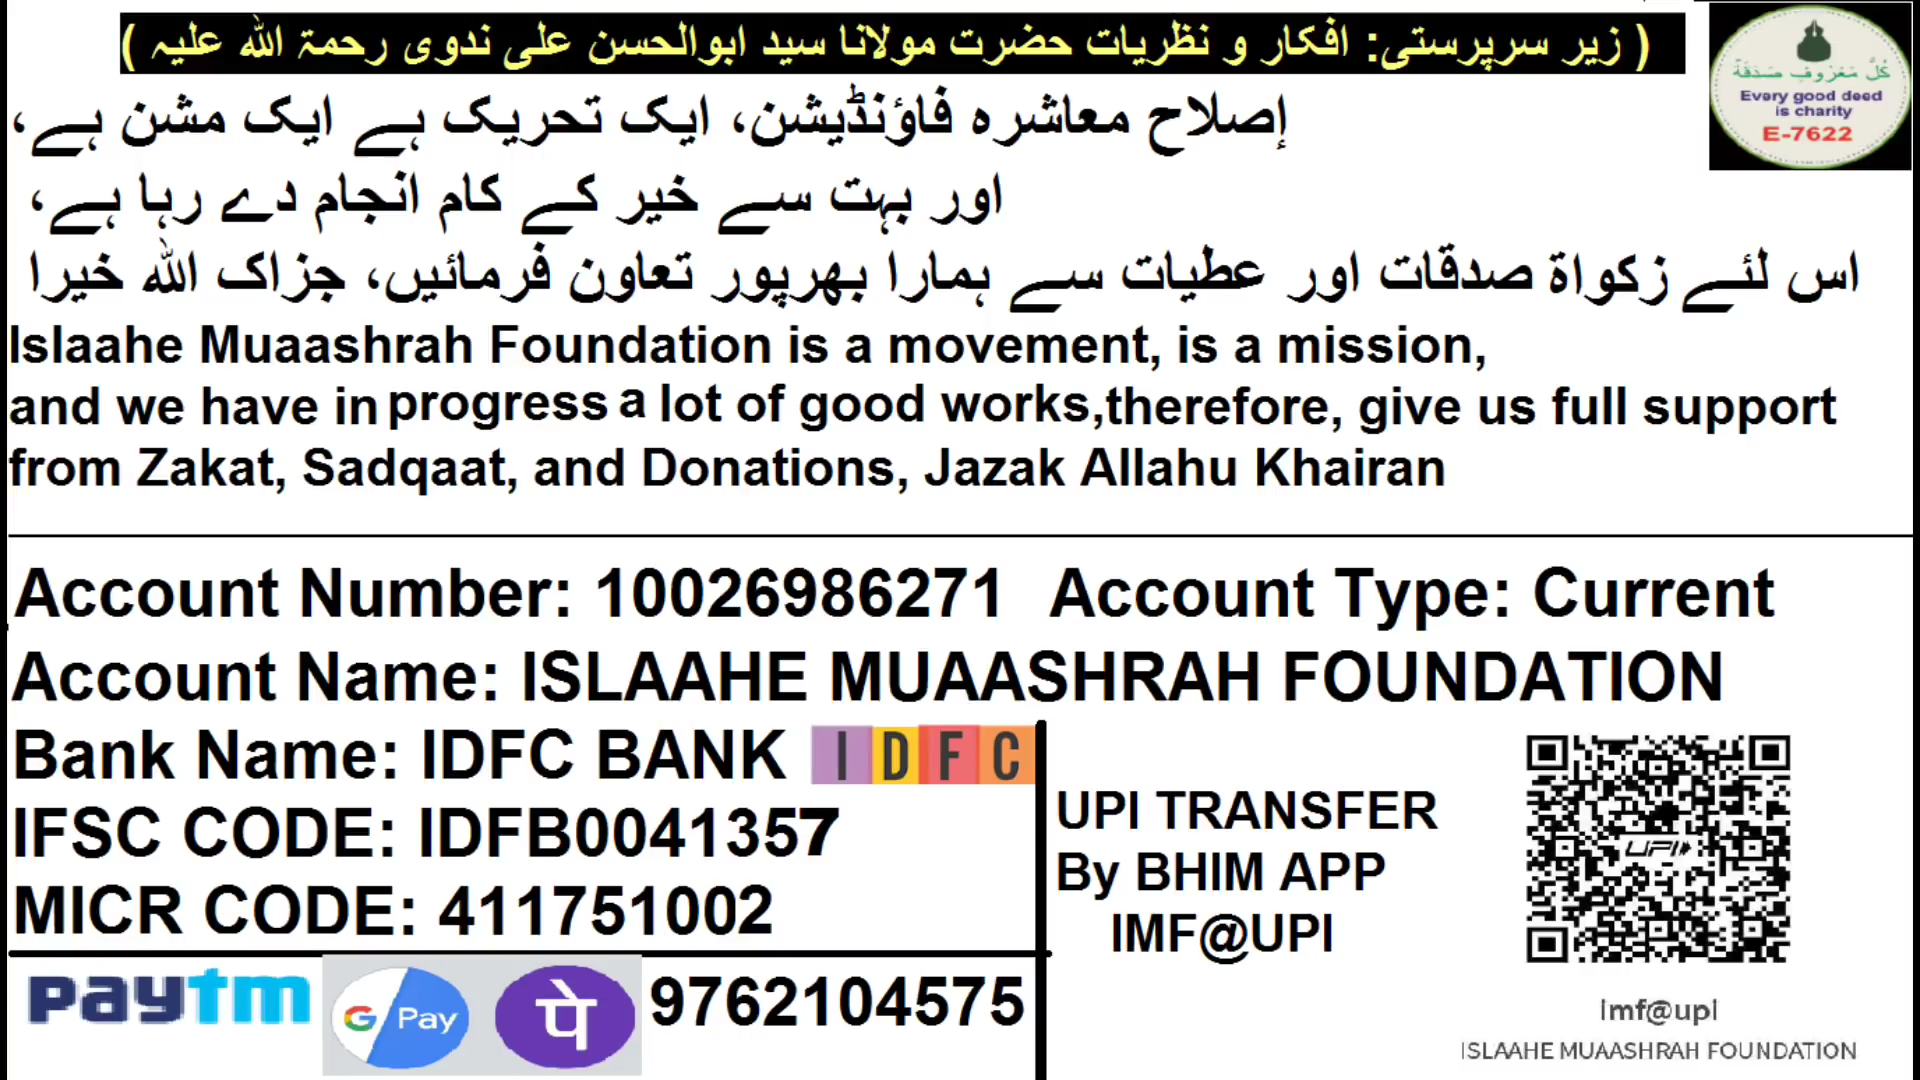 ( زیر سرپرستی: افکار و نظریات حضرت مولانا سید ابوالحسن علی ندوی رحمۃ اللہ علیہ )
كُلُّ مَعْرُوفٍ صَدَقَةٌ
Every good deed
is charity
E-7622
إصلاح معاشرہ فاؤنڈیشن، ایک تحریک ہے ایک مشن ہے،
اور بہت سے خیر کے کام انجام دے رہا ہے،
اس لئے زکواة صدقات اور عطیات سے ہمارا بھرپور تعاون فرمائیں، جزاک اللہ خیرا
Islaahe Muaashrah Foundation is a movement, is a mission,
and we have in progress a lot of good works,therefore, give us full support
from Zakat, Sadqaat, and Donations, Jazak Allahu Khairan
Account Number: 10026986271 Account Type: Current
Account Name: ISLAAHE MUAASHRAH FOUNDATION
Bank Name: IDFC BANK IDFC
IFSC CODE: IDFB0041357
MICR CODE: 411751002
UPI TRANSFER
By BHIM APP
IMF@UPI
UPI
imf@upi
ISLAAHE MUAASHRAH FOUNDATION
paytm G Pay पे 9762104575